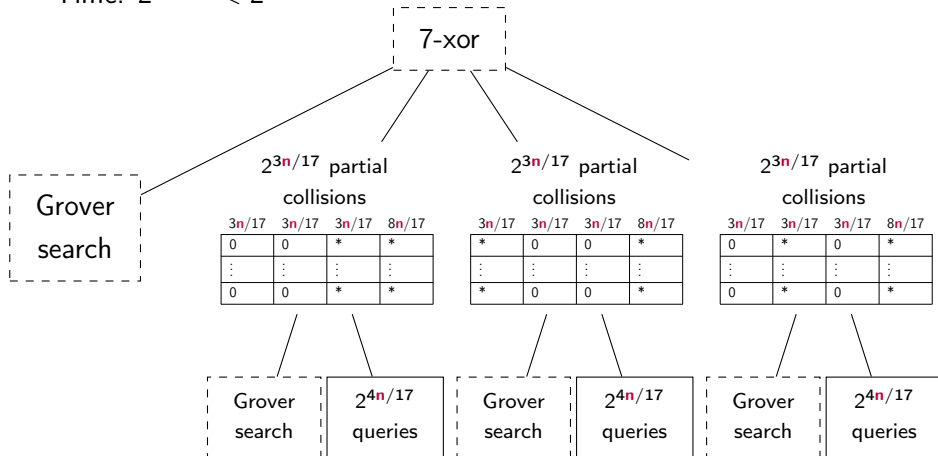 7-xor
Grover
search
2^{3n/17} partial
collisions
3n/17 3n/17 3n/17 8n/17
0 0 * *
⋮ ⋮ ⋮ ⋮
0 0 * *
2^{3n/17} partial
collisions
3n/17 3n/17 3n/17 8n/17
* 0 0 *
⋮ ⋮ ⋮ ⋮
* 0 0 *
2^{3n/17} partial
collisions
3n/17 3n/17 3n/17 8n/17
0 * 0 *
⋮ ⋮ ⋮ ⋮
0 * 0 *
Grover
search
2^{4n/17}
queries
Grover
search
2^{4n/17}
queries
Grover
search
2^{4n/17}
queries